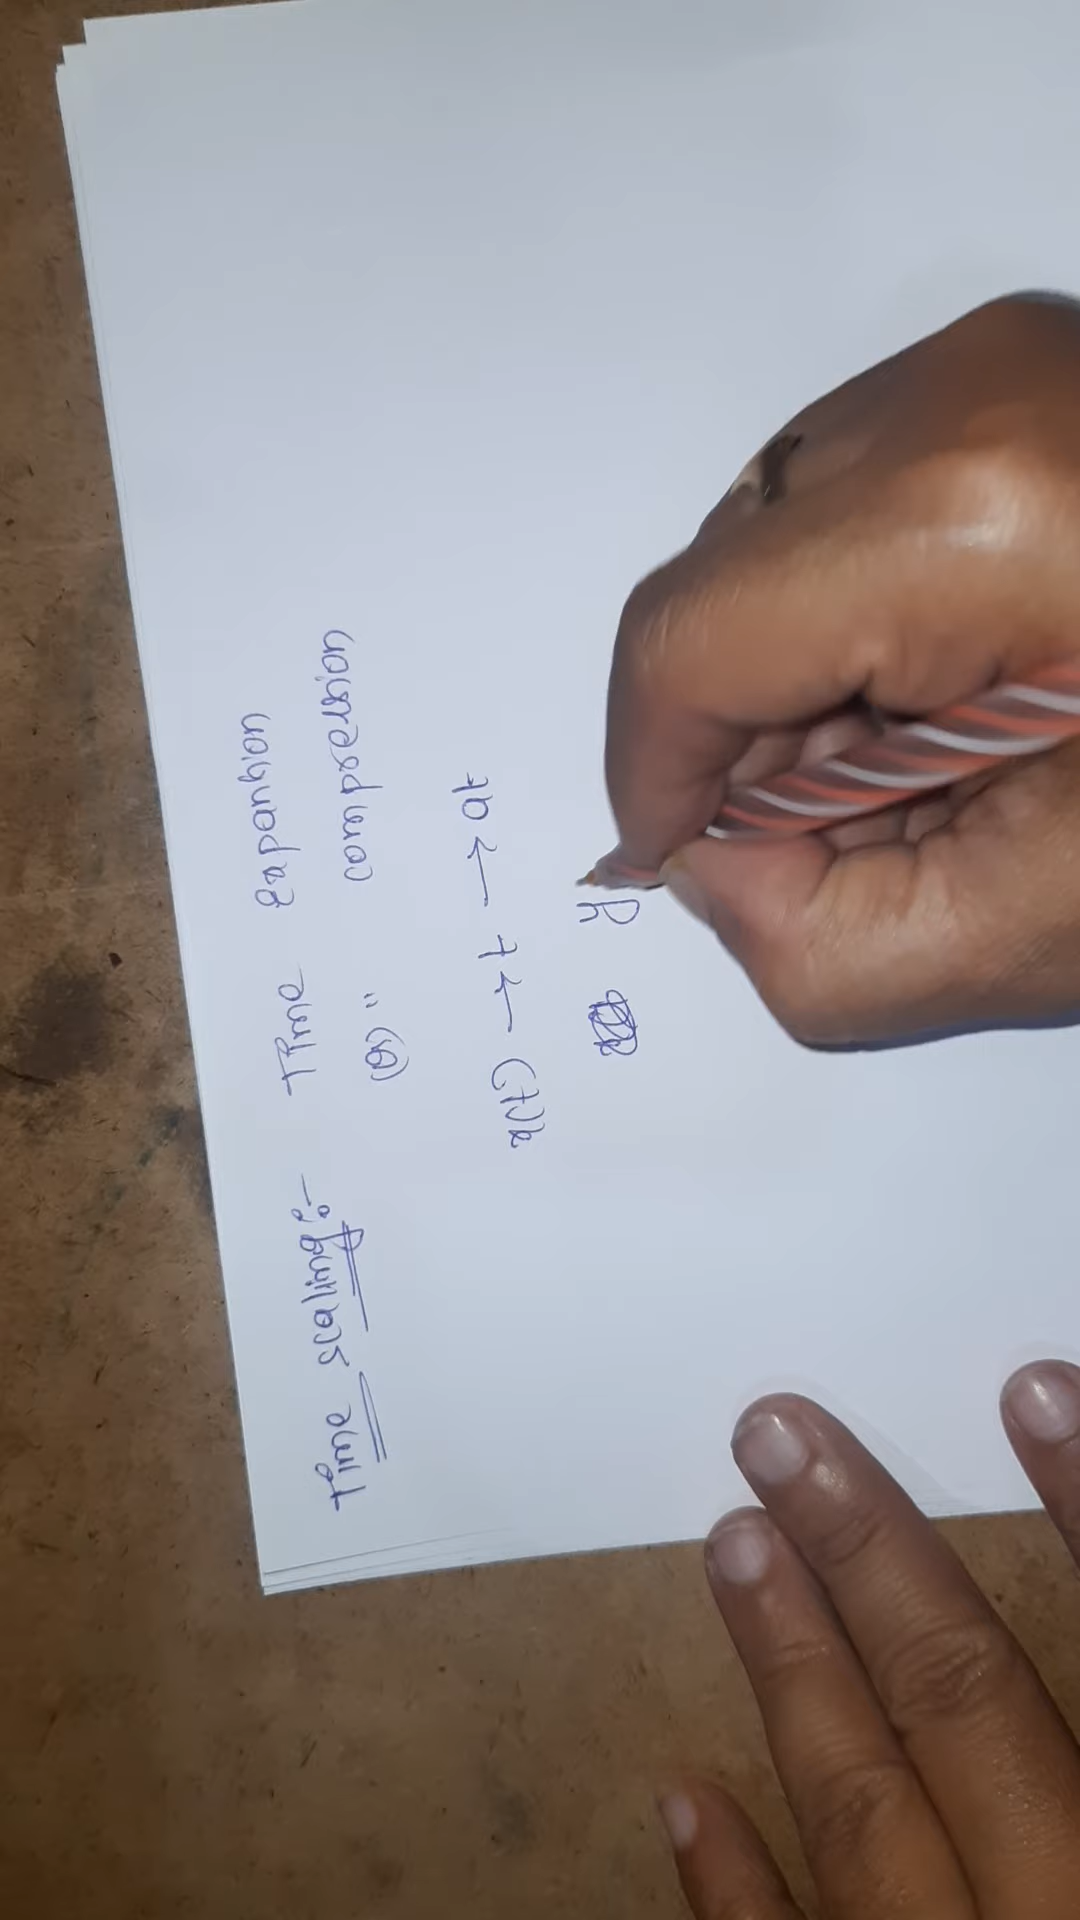 Time scaling:- Time expansion
(or) " compression
x(t) → t → at
y